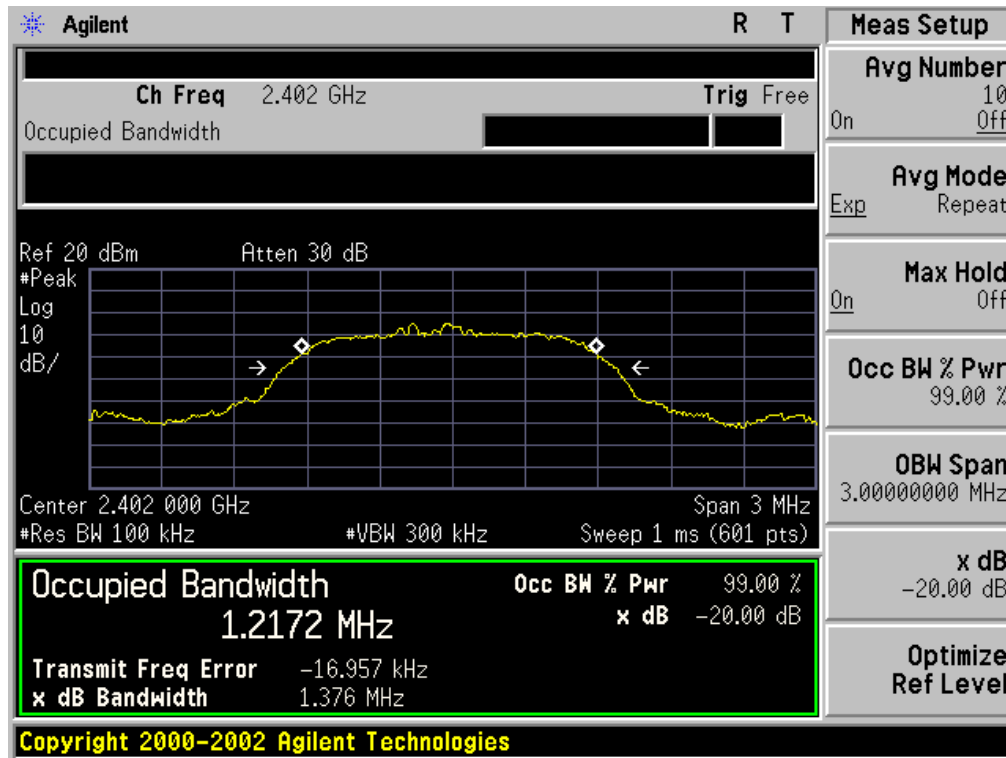 Agilent R T
Ch Freq 2.402 GHz Trig Free
Occupied Bandwidth
Ref 20 dBm Atten 30 dB
#Peak
Log
10
dB/
Center 2.402 000 GHz Span 3 MHz
#Res BW 100 kHz #VBW 300 kHz Sweep 1 ms (601 pts)
Occupied Bandwidth Occ BW % Pwr 99.00 %
1.2172 MHz x dB -20.00 dB
Transmit Freq Error -16.957 kHz
x dB Bandwidth 1.376 MHz
Copyright 2000-2002 Agilent Technologies
Meas Setup
Avg Number
10
On Off
Avg Mode
Exp Repeat
Max Hold
On Off
Occ BW % Pwr
99.00 %
OBW Span
3.00000000 MHz
x dB
-20.00 dB
Optimize
Ref Level